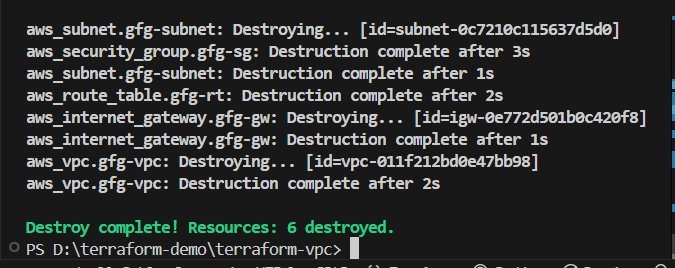 aws_subnet.gfg-subnet: Destroying... [id=subnet-0c7210c115637d5d0]
aws_security_group.gfg-sg: Destruction complete after 3s
aws_subnet.gfg-subnet: Destruction complete after 1s
aws_route_table.gfg-rt: Destruction complete after 2s
aws_internet_gateway.gfg-gw: Destroying... [id=igw-0e772d501b0c420f8]
aws_internet_gateway.gfg-gw: Destruction complete after 1s
aws_vpc.gfg-vpc: Destroying... [id=vpc-011f212bd0e47bb98]
aws_vpc.gfg-vpc: Destruction complete after 2s
Destroy complete! Resources: 6 destroyed.
PS D:\terraform-demo\terraform-vpc>